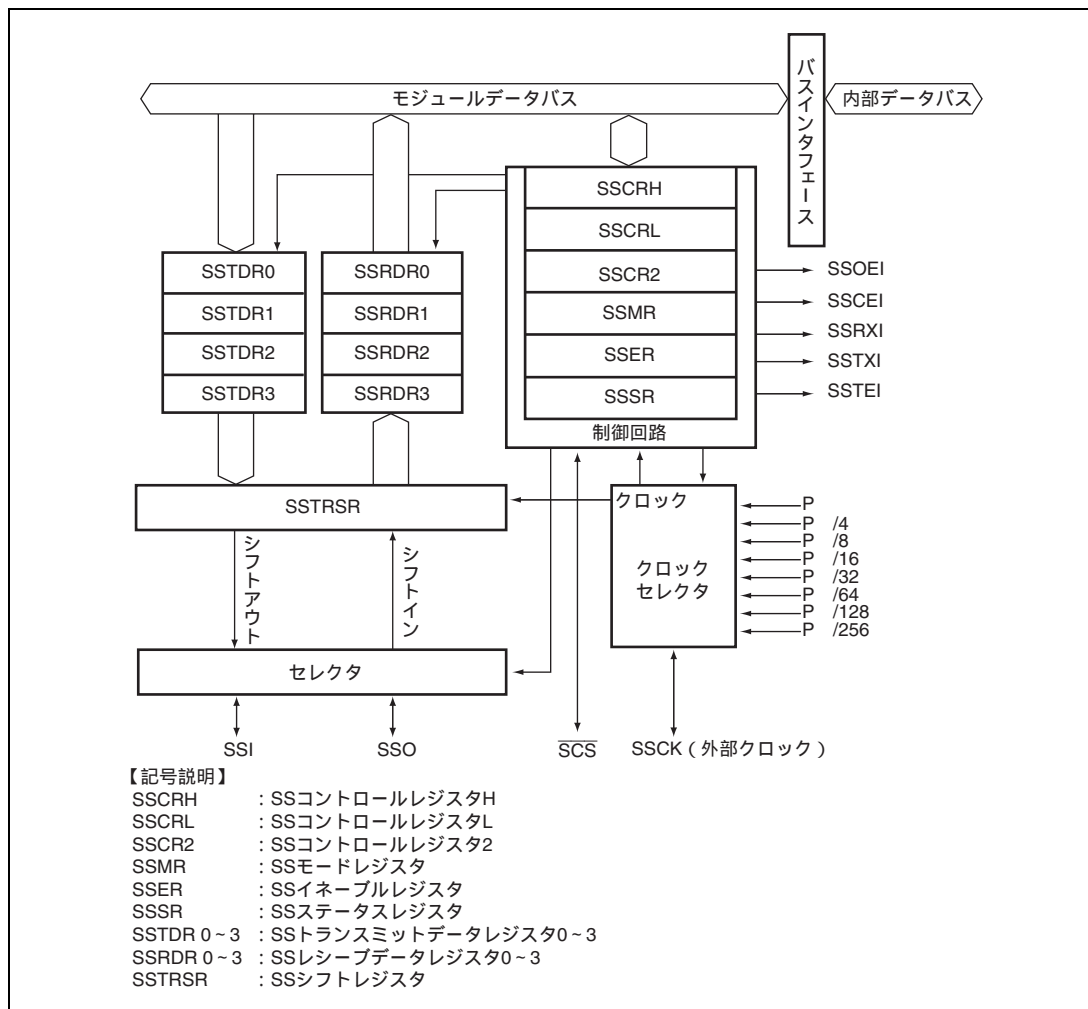 モジュールデータバス
バスインタフェース
内部データバス
SSCRH
SSCRL
SSCR2
SSMR
SSER
SSSR
制御回路
SSTDR0
SSTDR1
SSTDR2
SSTDR3
SSRDR0
SSRDR1
SSRDR2
SSRDR3
SSOEI
SSCEI
SSRXI
SSTXI
SSTEI
SSTRSR
クロック
クロック
セレクタ
P
P /4
P /8
P /16
P /32
P /64
P /128
P /256
シフトアウト
シフトイン
セレクタ
SSI
SSO
SCS
SSCK(外部クロック)
【記号説明】
SSCRH : SSコントロールレジスタH
SSCRL : SSコントロールレジスタL
SSCR2 : SSコントロールレジスタ2
SSMR : SSモードレジスタ
SSER : SSイネーブルレジスタ
SSSR : SSステータスレジスタ
SSTDR 0~3 : SSトランスミットデータレジスタ0~3
SSRDR 0~3 : SSレシーブデータレジスタ0~3
SSTRSR : SSシフトレジスタ